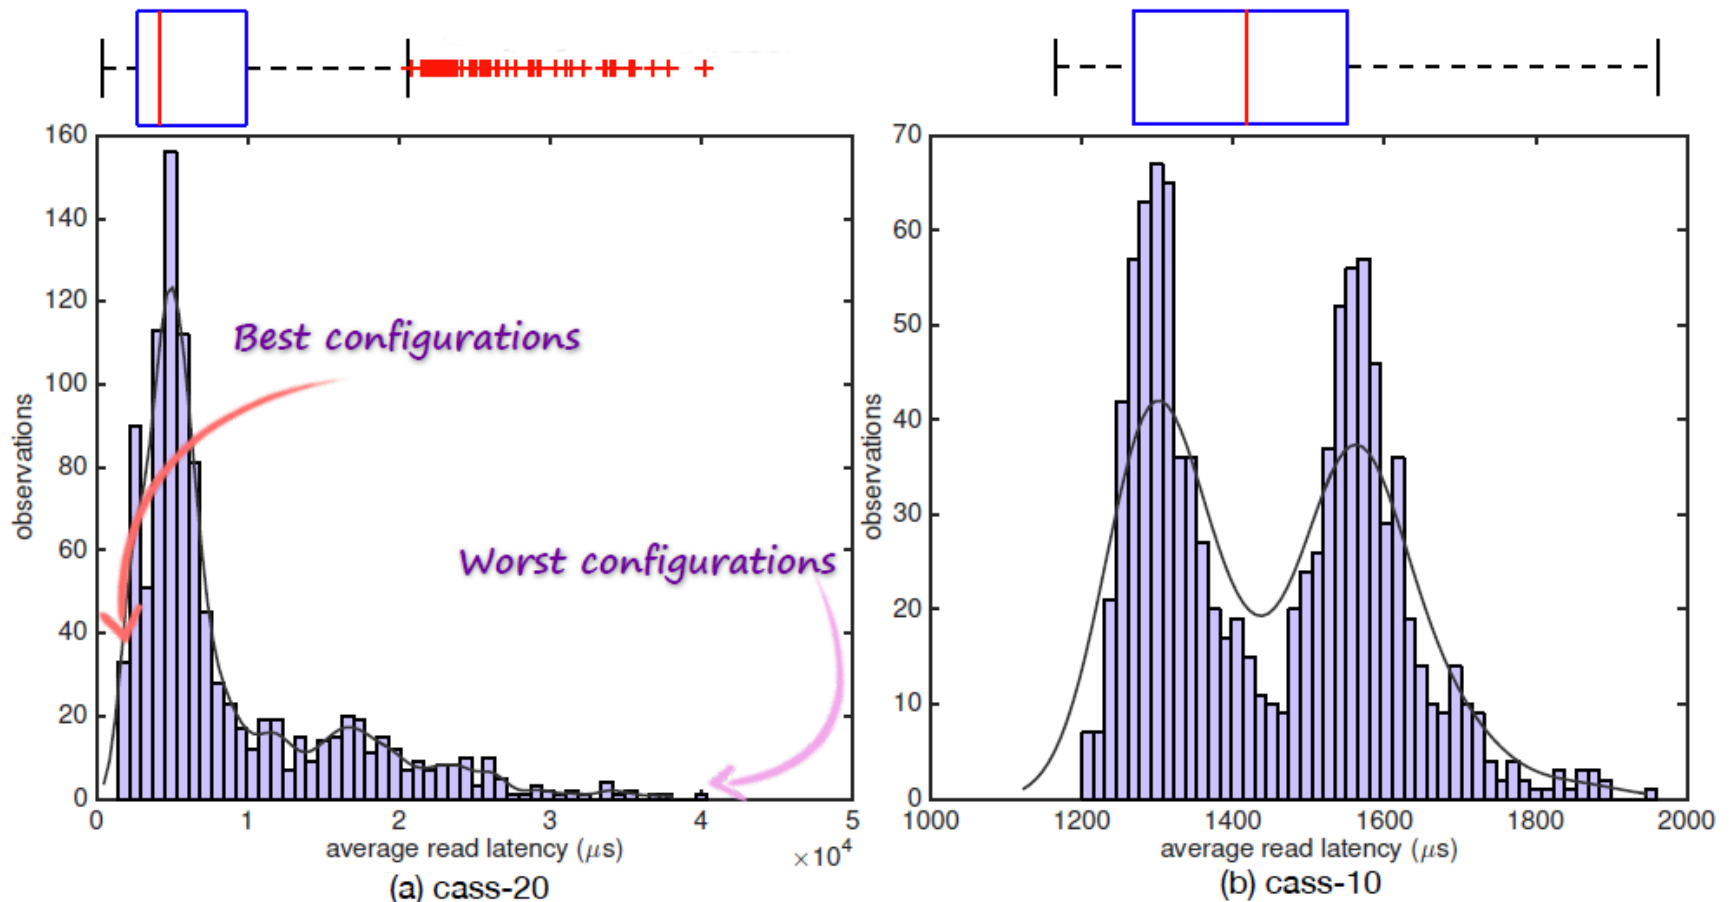 160
140
120
100
80
60
40
20
0
observations
Best configurations
Worst configurations
0 1 2 3 4 5
average read latency (μs)
×10⁴
(a) cass-20
70
60
50
40
30
20
10
0
observations
1000 1200 1400 1600 1800 2000
average read latency (μs)
(b) cass-10